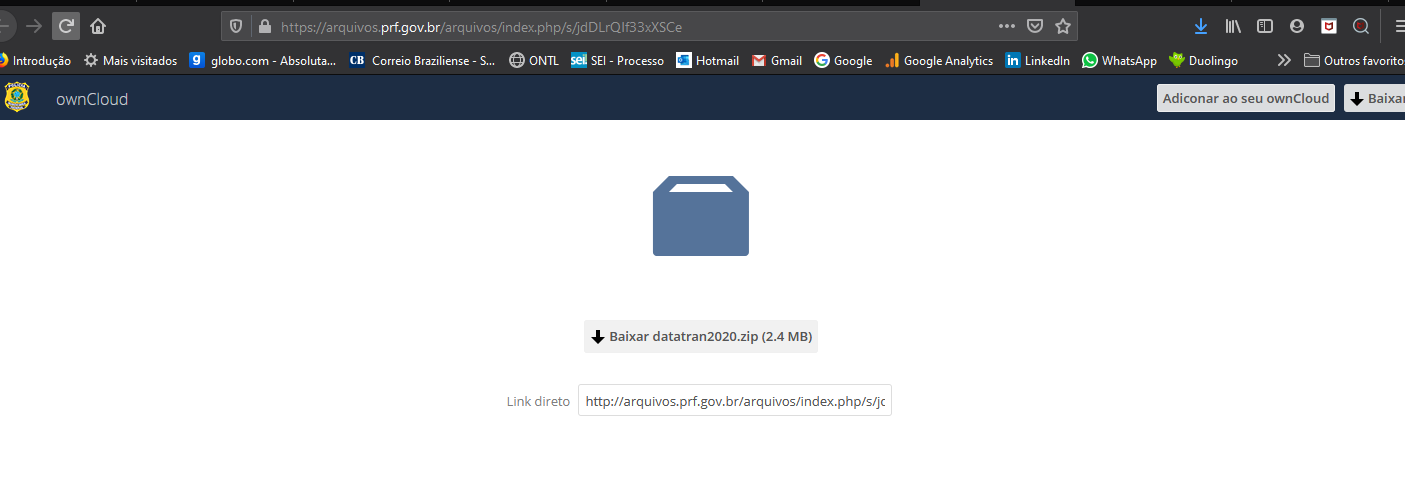 https://arquivos.prf.gov.br/arquivos/index.php/s/jdDLrQIf33xXSCe
Introdução Mais visitados globo.com - Absoluta... Correio Braziliense - S... ONTL SEI - Processo Hotmail Gmail Google Google Analytics LinkedIn WhatsApp Duolingo Outros favoritos
ownCloud Adiconar ao seu ownCloud Baixar
Baixar datatran2020.zip (2.4 MB)
Link direto http://arquivos.prf.gov.br/arquivos/index.php/s/jd